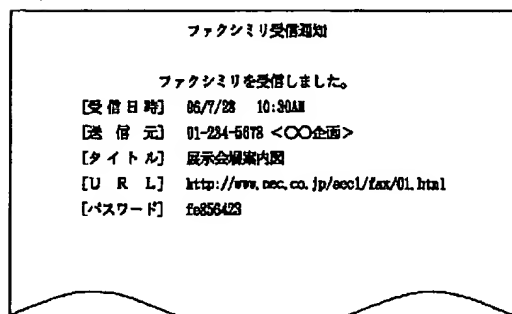 ファクシミリ受信通知
ファクシミリを受信しました。
[受信日時] 06/7/28 10:30AM
[送 信 元] 01-234-5678 <○○企画>
[タイトル] 展示会場案内図
[U R L] http://www.nec.co.jp/sec1/fax/01.html
[パスワード] fe856423